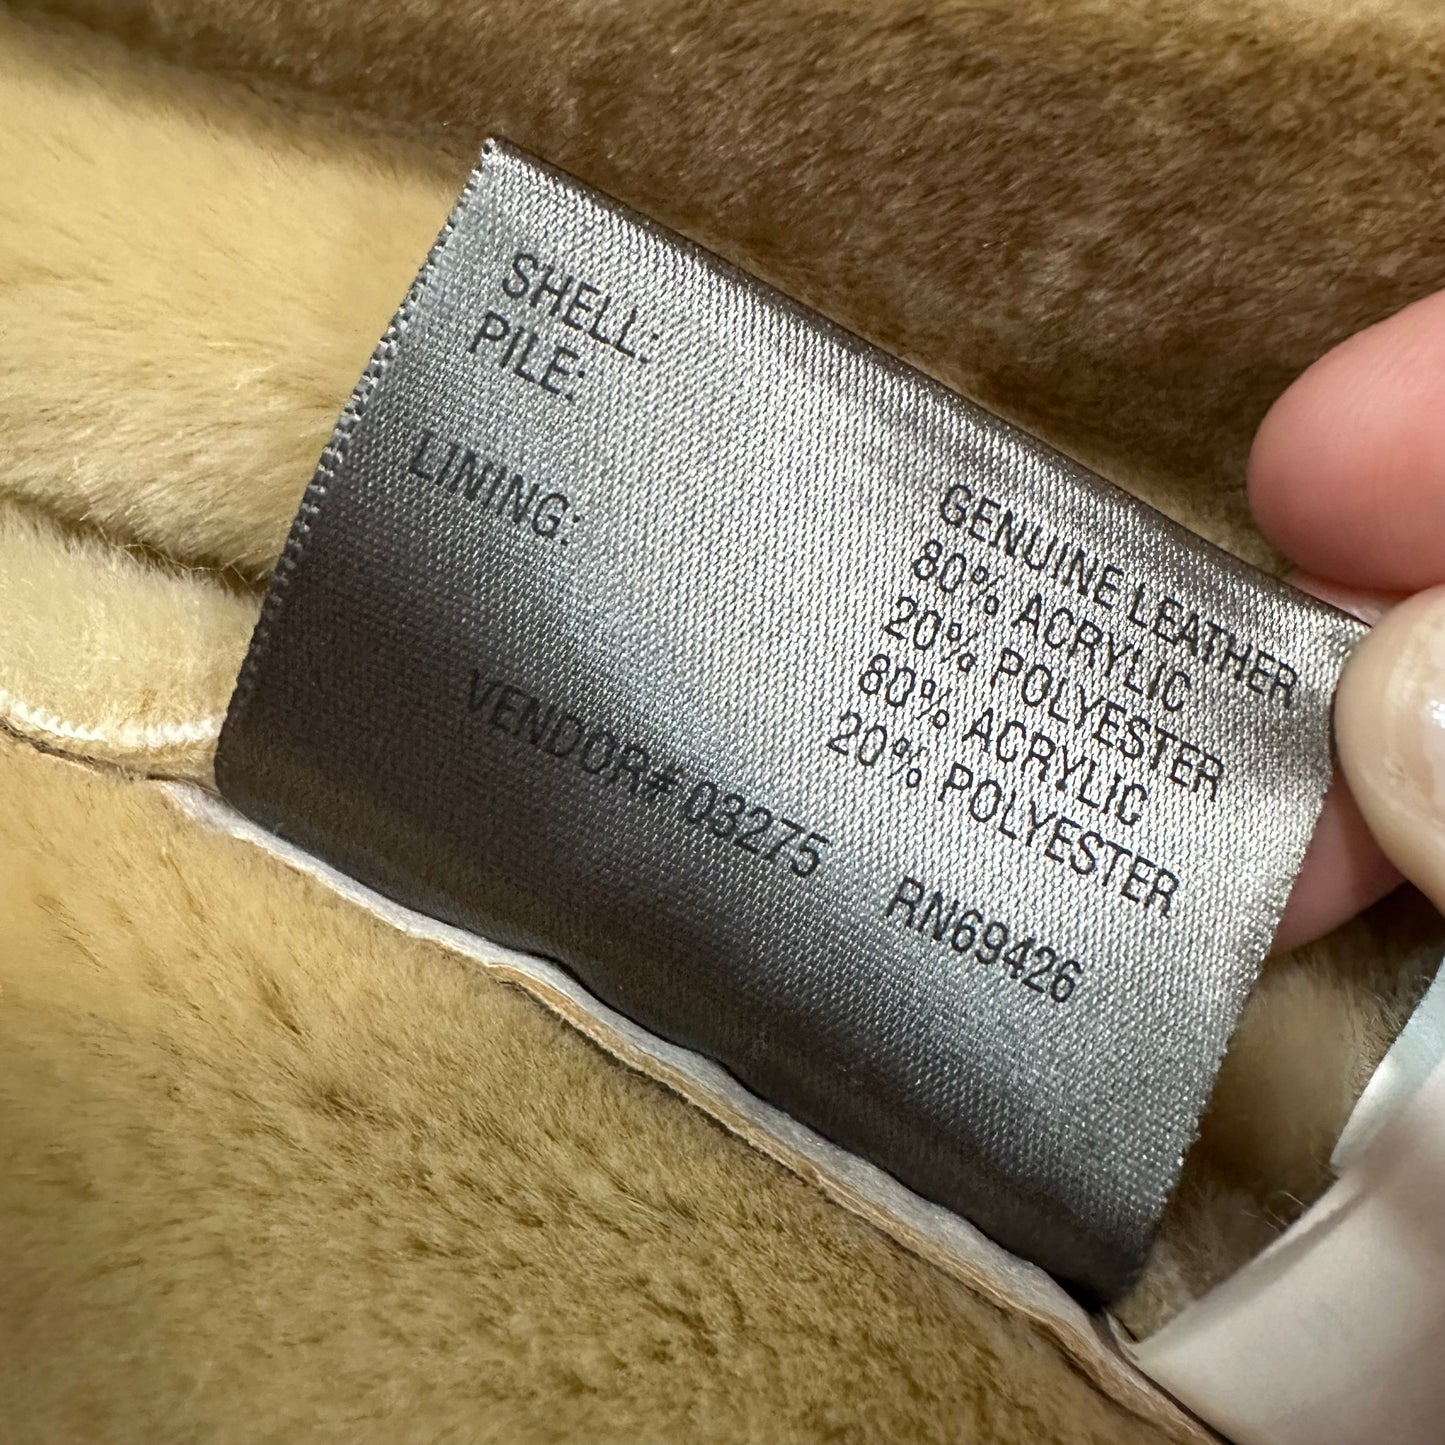 SHELL: GENUINE LEATHER
PILE: 80% ACRYLIC
20% POLYESTER
LINING: 80% ACRYLIC
20% POLYESTER
VENDOR# 03275 RN69426